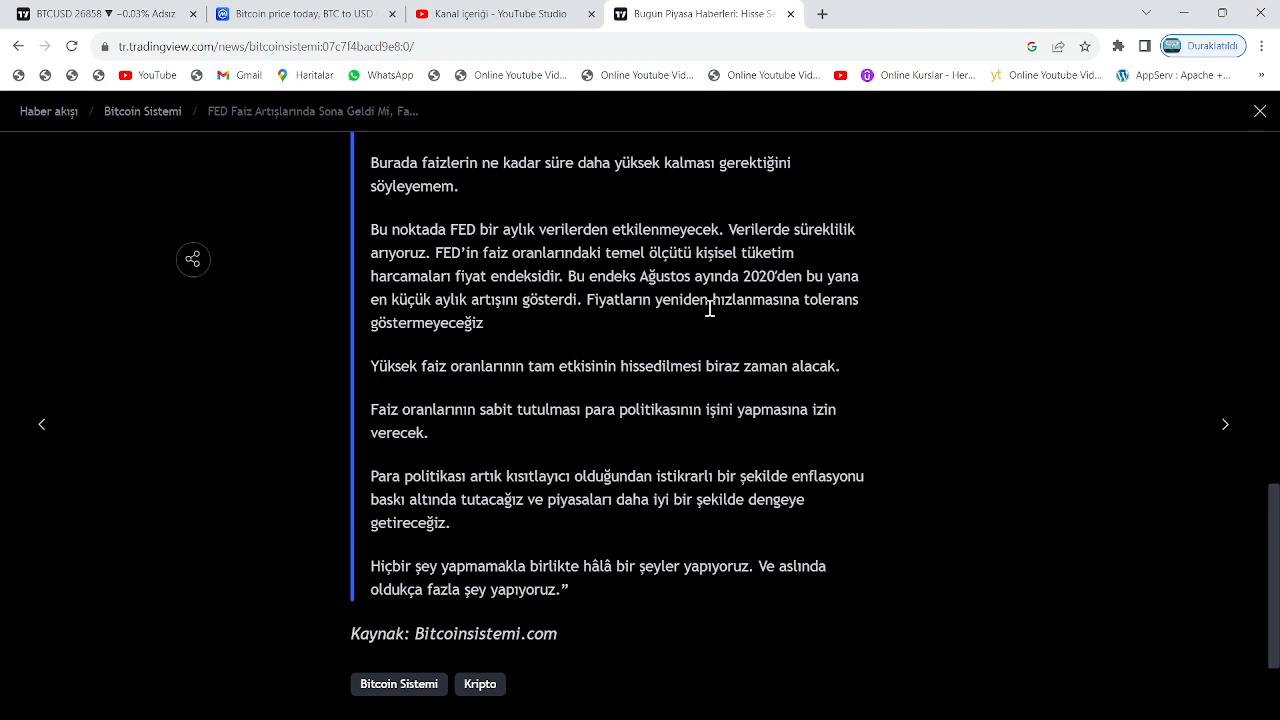 BTCUSD 26858 ▼ −0.03% Adsız
Bitcoin price today, BTC to USD l
Kanal içeriği - YouTube Studio
Bugün Piyasa Haberleri: Hisse Se
tr.tradingview.com/news/bitcoinsistemi:07c7f4bacd9e8:0/
Duraklatıldı
YouTube
Gmail
Haritalar
WhatsApp
Online Youtube Vid...
Online Youtube Vid...
Online Youtube Vid...
Online Kurslar - Her...
Online Youtube Vid...
AppServ : Apache +...
Haber akışı / Bitcoin Sistemi / FED Faiz Artışlarında Sona Geldi Mi, Fa...
Burada faizlerin ne kadar süre daha yüksek kalması gerektiğini
söyleyemem.
Bu noktada FED bir aylık verilerden etkilenmeyecek. Verilerde süreklilik
arıyoruz. FED’in faiz oranlarındaki temel ölçütü kişisel tüketim
harcamaları fiyat endeksidir. Bu endeks Ağustos ayında 2020’den bu yana
en küçük aylık artışını gösterdi. Fiyatların yeniden hızlanmasına tolerans
göstermeyeceğiz
Yüksek faiz oranlarının tam etkisinin hissedilmesi biraz zaman alacak.
Faiz oranlarının sabit tutulması para politikasının işini yapmasına izin
verecek.
Para politikası artık kısıtlayıcı olduğundan istikrarlı bir şekilde enflasyonu
baskı altında tutacağız ve piyasaları daha iyi bir şekilde dengeye
getireceğiz.
Hiçbir şey yapmamakla birlikte hâlâ bir şeyler yapıyoruz. Ve aslında
oldukça fazla şey yapıyoruz.”
Kaynak: Bitcoinsistemi.com
Bitcoin Sistemi
Kripto